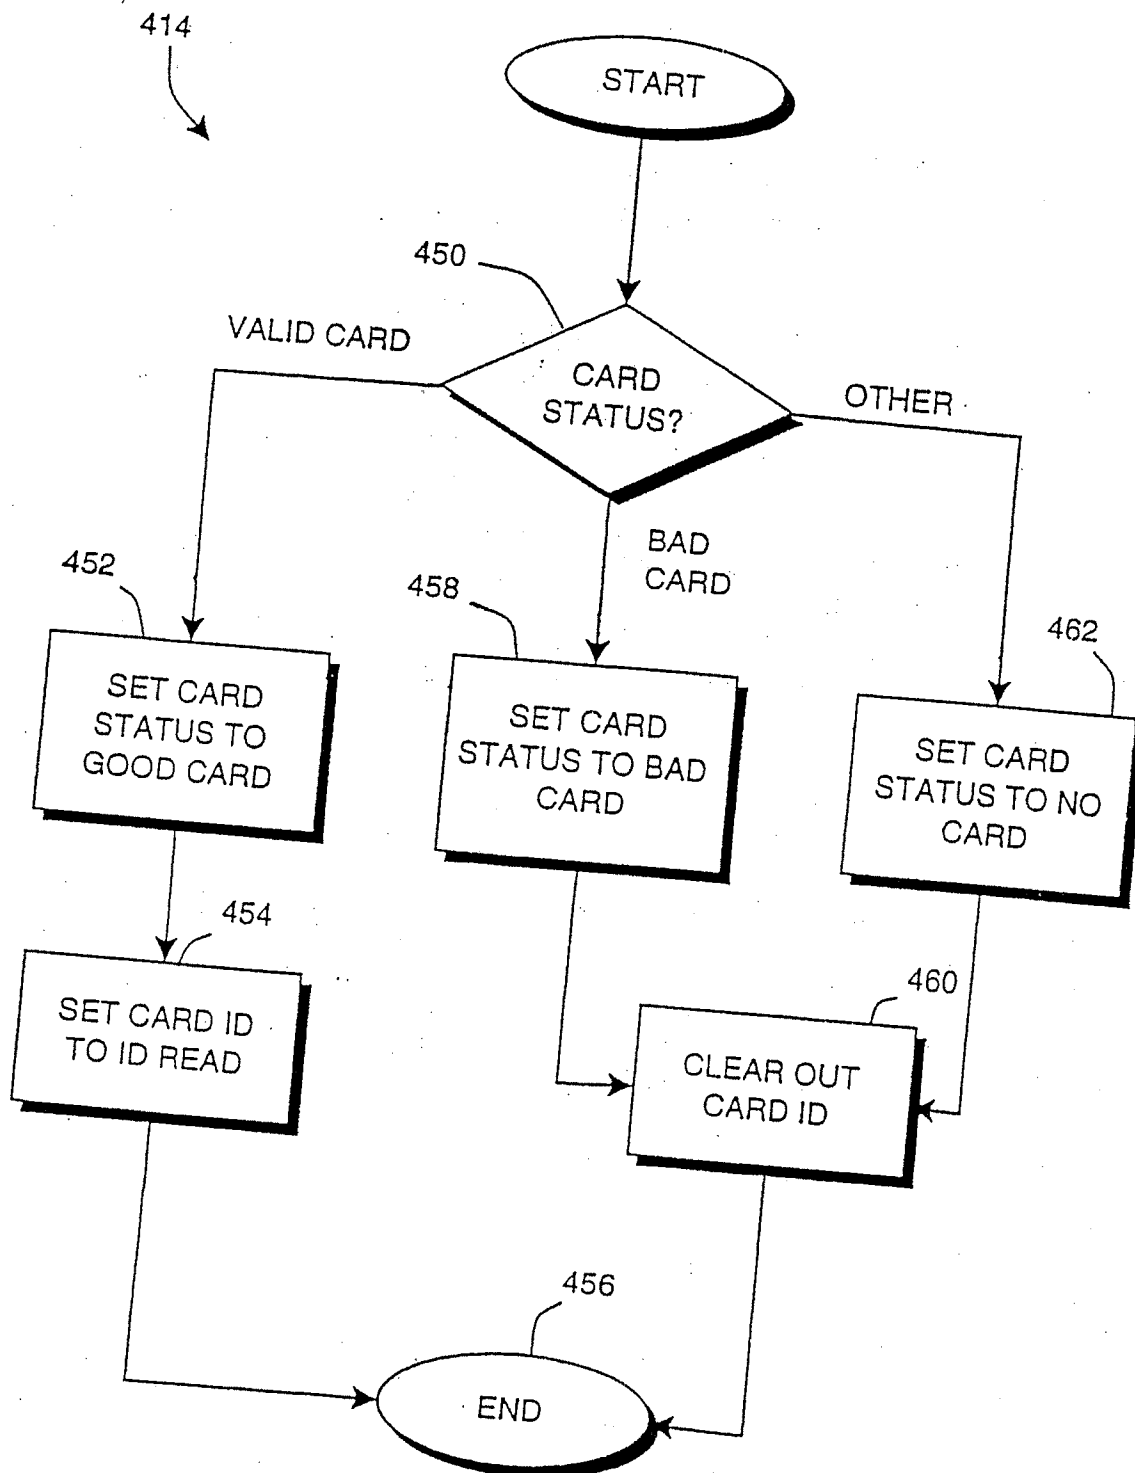 414
START
450
VALID CARD
CARD
STATUS?
OTHER
BAD
CARD
452
458
462
SET CARD
STATUS TO
GOOD CARD
SET CARD
STATUS TO BAD
CARD
SET CARD
STATUS TO NO
CARD
454
460
SET CARD ID
TO ID READ
CLEAR OUT
CARD ID
456
END